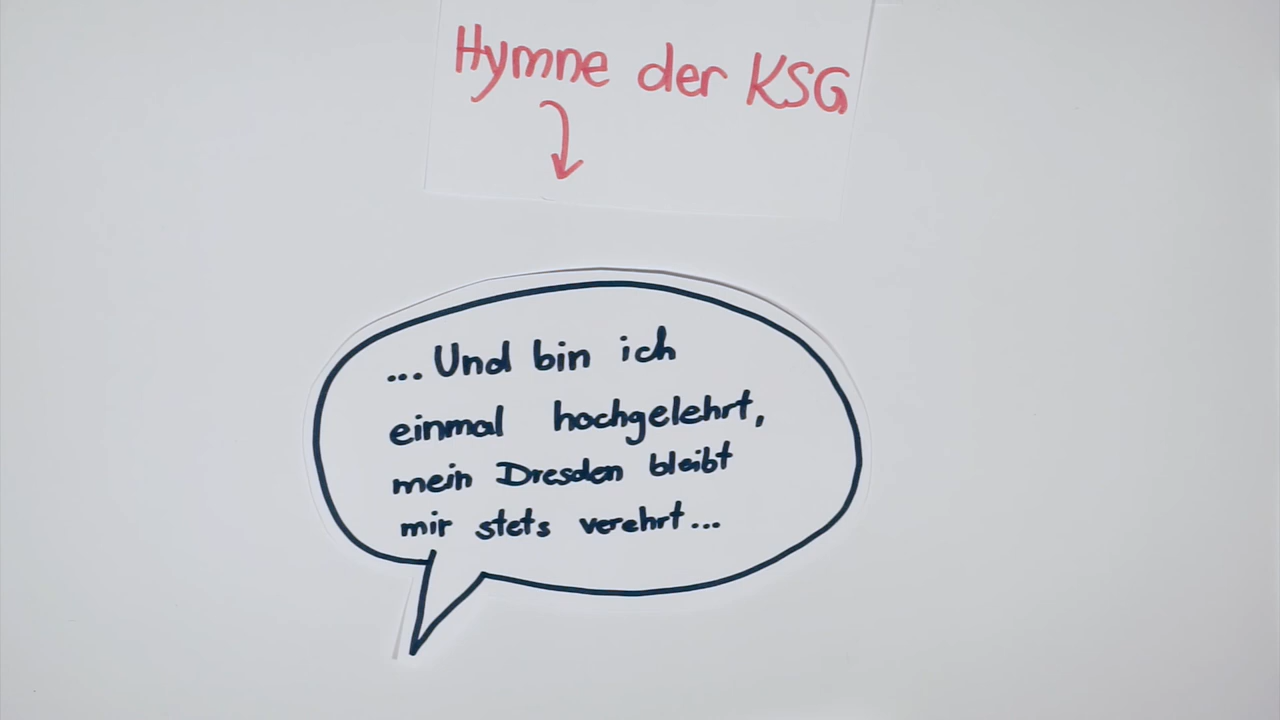 Hymne der KSG
...Und bin ich
einmal hochgelehrt,
mein Dresden bleibt
mir stets verehrt...